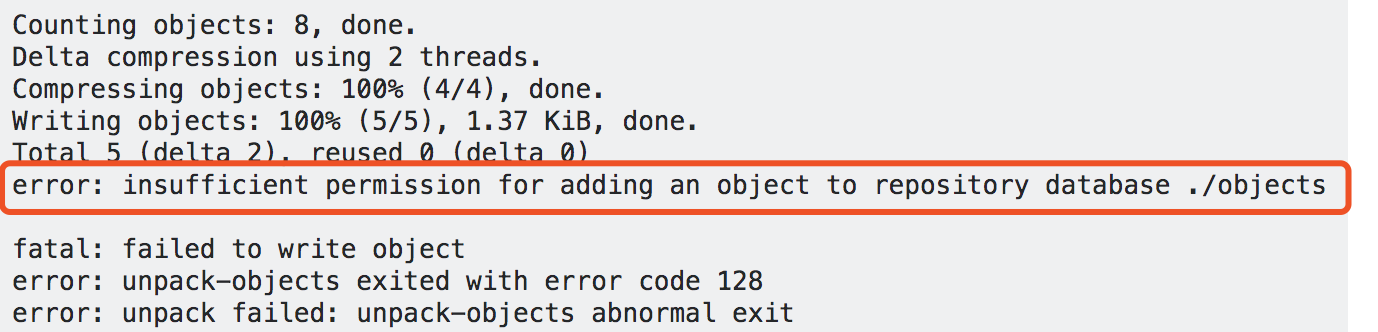 Counting objects: 8, done.
Delta compression using 2 threads.
Compressing objects: 100% (4/4), done.
Writing objects: 100% (5/5), 1.37 KiB, done.
Total 5 (delta 2), reused 0 (delta 0)
error: insufficient permission for adding an object to repository database ./objects
fatal: failed to write object
error: unpack-objects exited with error code 128
error: unpack failed: unpack-objects abnormal exit